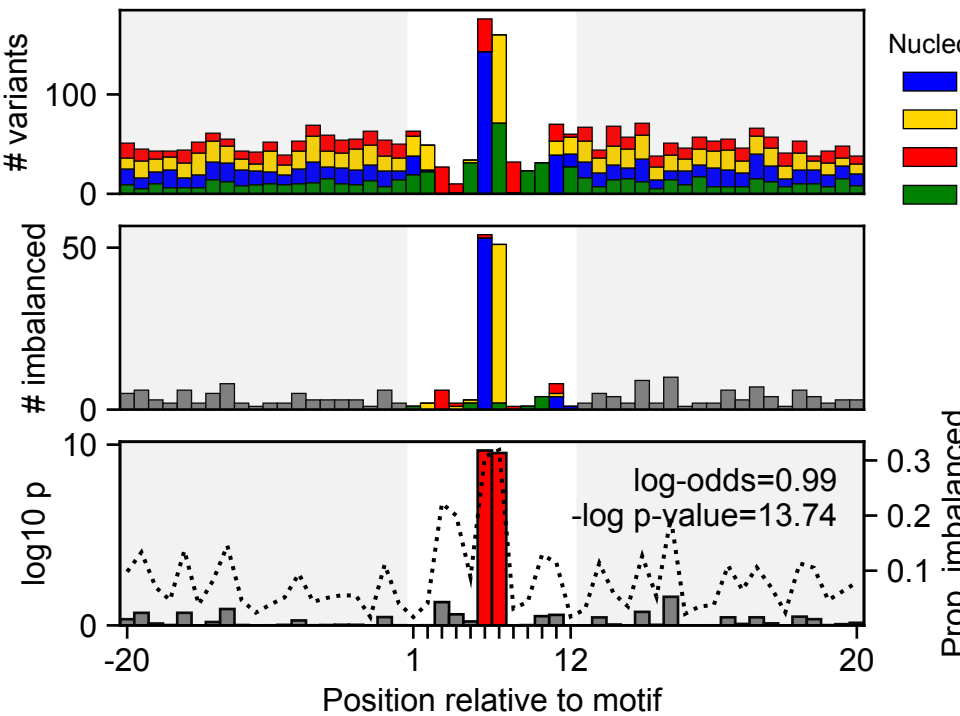 # variants
100
0
Nucleo
# imbalanced
50
0
log10 p
10
0
log-odds=0.99
-log p-value=13.74
0.3
0.2
0.1
Prop. imbalanced
-20
1
12
20
Position relative to motif